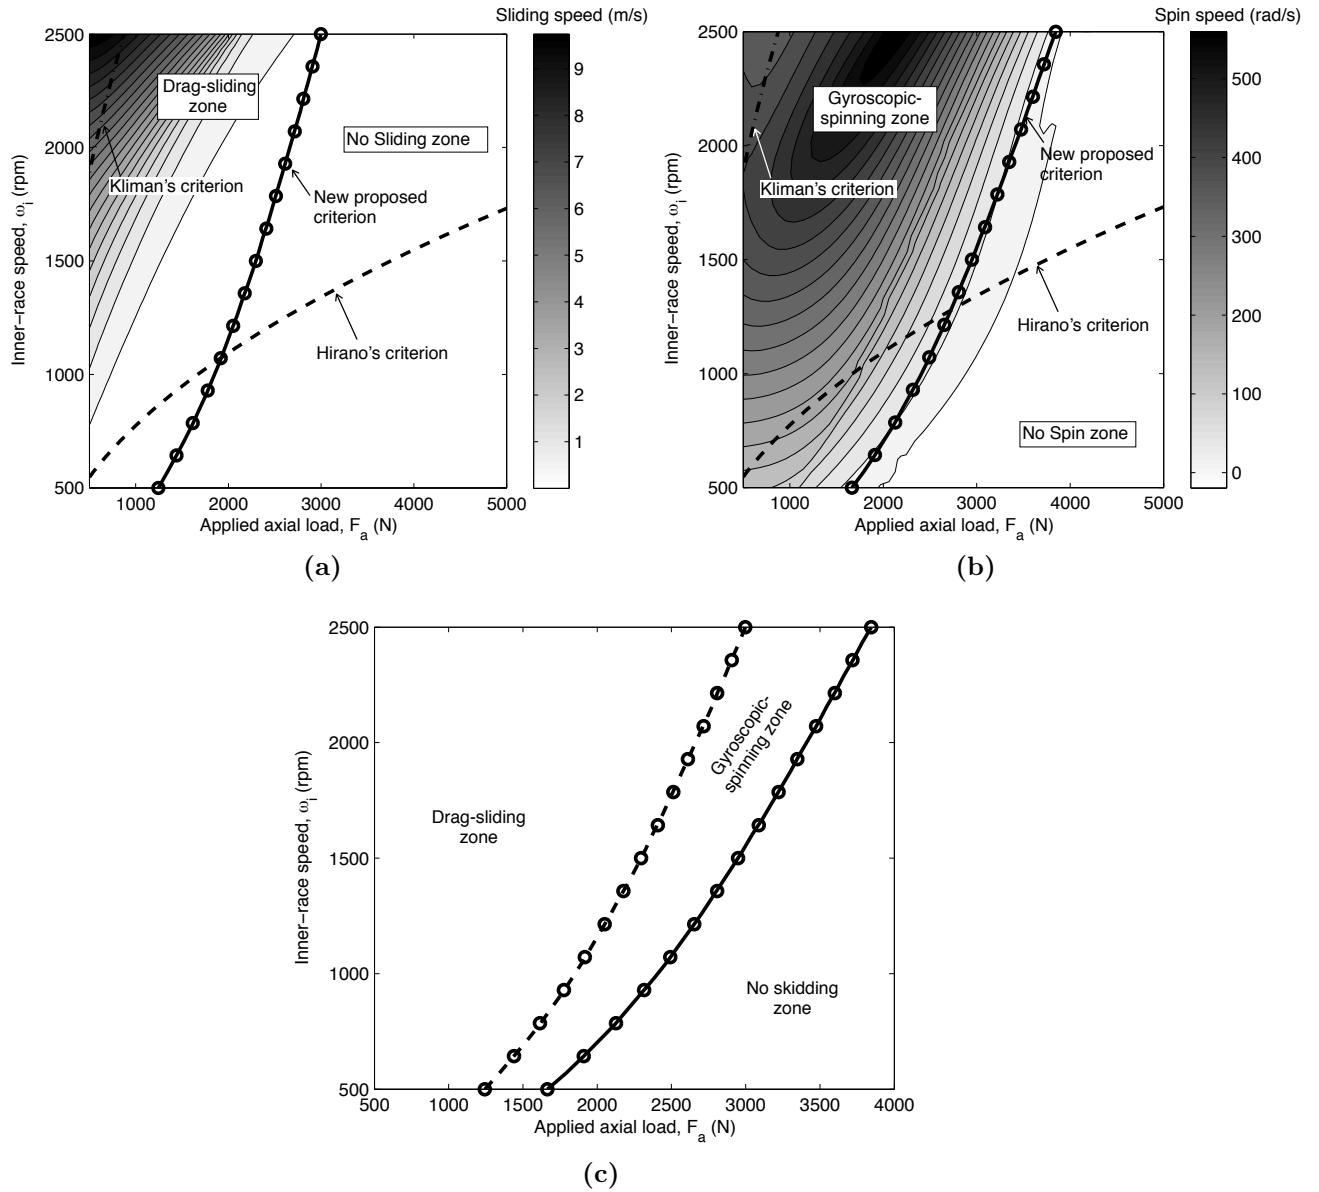 Sliding speed (m/s)
2500
2000
1500
1000
500
Inner-race speed, ωi (rpm)
Drag-sliding
zone
No Sliding zone
Kliman's criterion
New proposed
criterion
Hirano's criterion
1000
2000
3000
4000
5000
Applied axial load, Fa (N)
9
8
7
6
5
4
3
2
1
(a)
Spin speed (rad/s)
2500
2000
1500
1000
500
Inner-race speed, ωi (rpm)
Gyroscopic-
spinning zone
New proposed
criterion
Kliman's criterion
Hirano's criterion
No Spin zone
1000
2000
3000
4000
5000
Applied axial load, Fa (N)
500
400
300
200
100
0
(b)
2500
2000
1500
1000
500
Inner-race speed, ωi (rpm)
Gyroscopic-
spinning zone
Drag-sliding
zone
No skidding
zone
500
1000
1500
2000
2500
3000
3500
4000
Applied axial load, Fa (N)
(c)